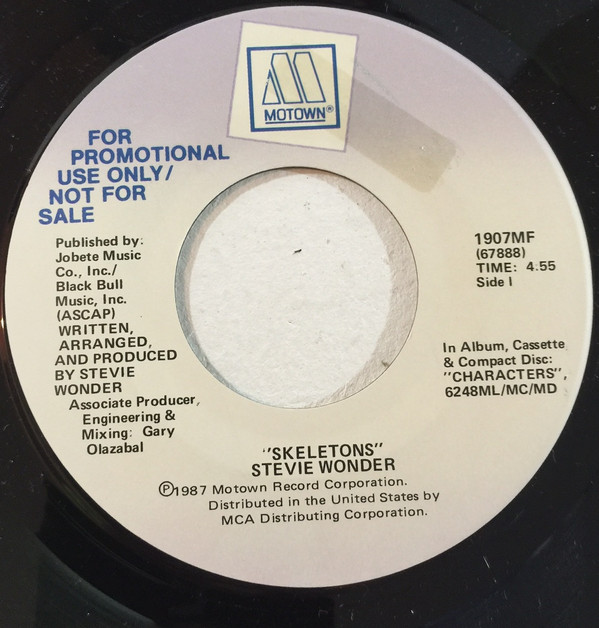 MOTOWN®
FOR
PROMOTIONAL
USE ONLY/
NOT FOR
SALE
Published by:
Jobete Music
Co., Inc./
Black Bull
Music, Inc.
(ASCAP)
WRITTEN,
ARRANGED,
AND PRODUCED
BY STEVIE
WONDER
Associate Producer,
Engineering &
Mixing: Gary
Olazabal
1907MF
(67888)
TIME: 4:55
Side I
In Album, Cassette
& Compact Disc:
"CHARACTERS",
6248ML/MC/MD
"SKELETONS"
STEVIE WONDER
℗1987 Motown Record Corporation.
Distributed in the United States by
MCA Distributing Corporation.